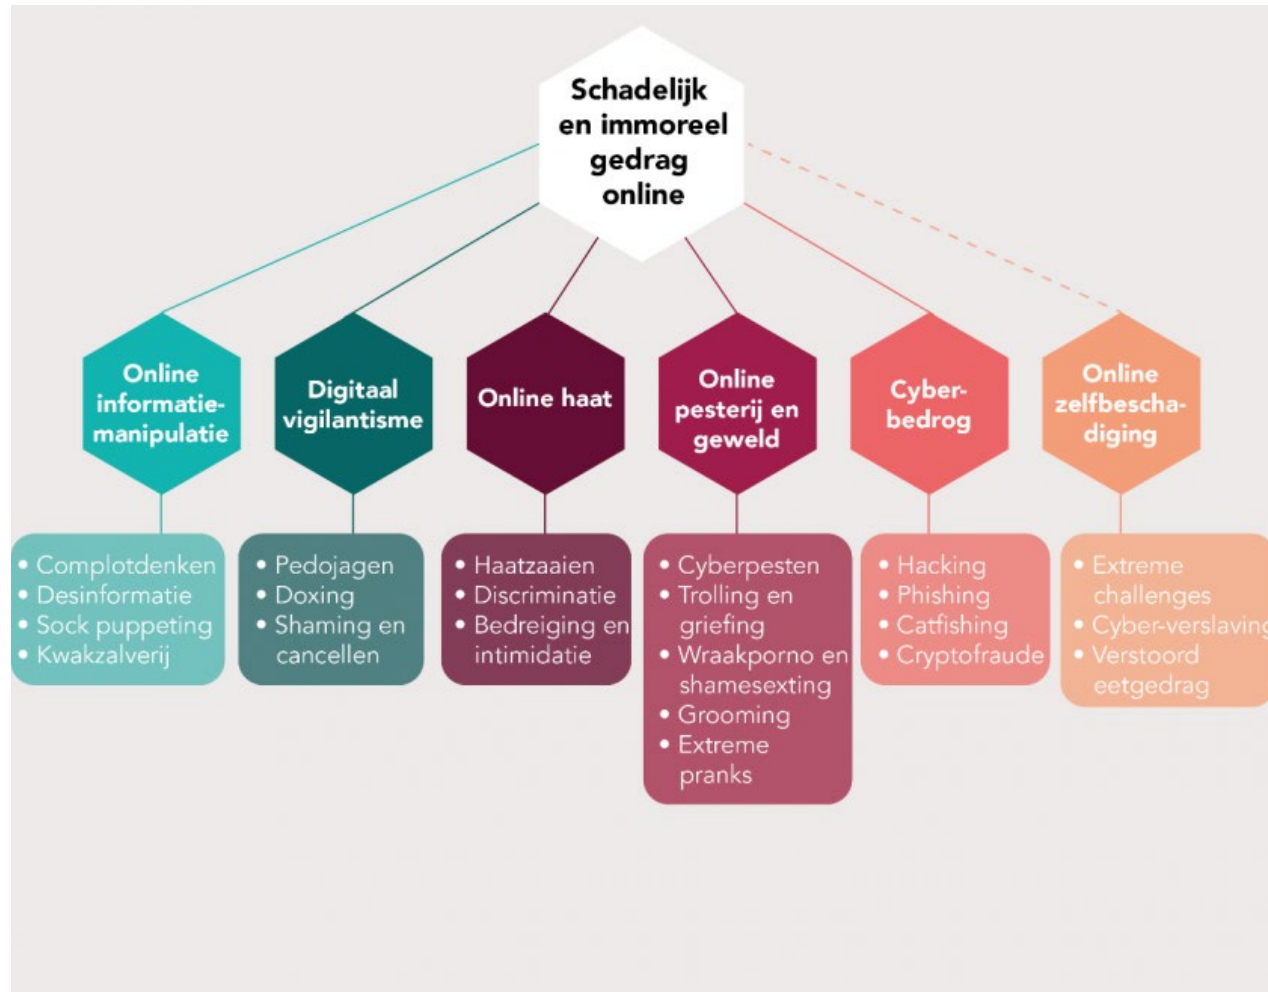 Schadelijk
en immoreel
gedrag
online
Online
informatie-
manipulatie
Digitaal
vigilantisme
Online haat
Online
pesterij en
geweld
Cyber-
bedrog
Online
zelfbescha-
diging
• Complotdenken
• Desinformatie
• Sock puppeting
• Kwakzalverij
• Pedojagen
• Doxing
• Shaming en
cancellen
• Haatzaaien
• Discriminatie
• Bedreiging en
intimidatie
• Cyberpesten
• Trolling en
griefing
• Wraakporno en
shamesexting
• Grooming
• Extreme
pranks
• Hacking
• Phishing
• Catfishing
• Cryptofraude
• Extreme
challenges
• Cyber-verslaving
• Verstoord
eetgedrag